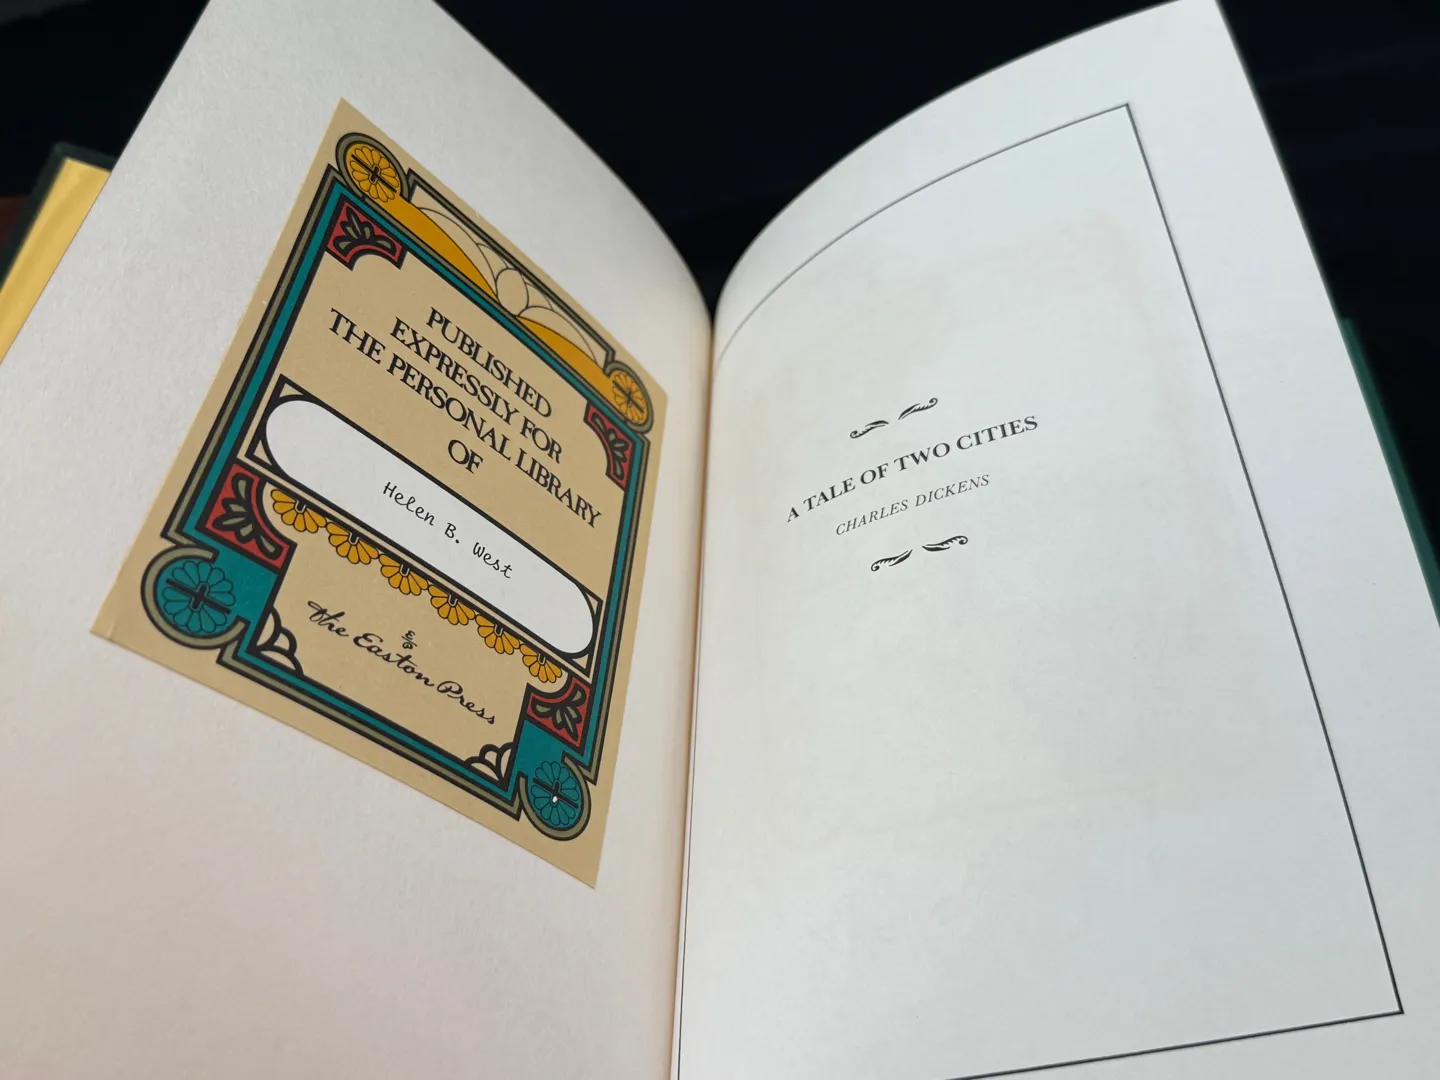 PUBLISHED
EXPRESSLY FOR
THE PERSONAL LIBRARY
OF
Helen B. West
The Easton Press
A TALE OF TWO CITIES
CHARLES DICKENS